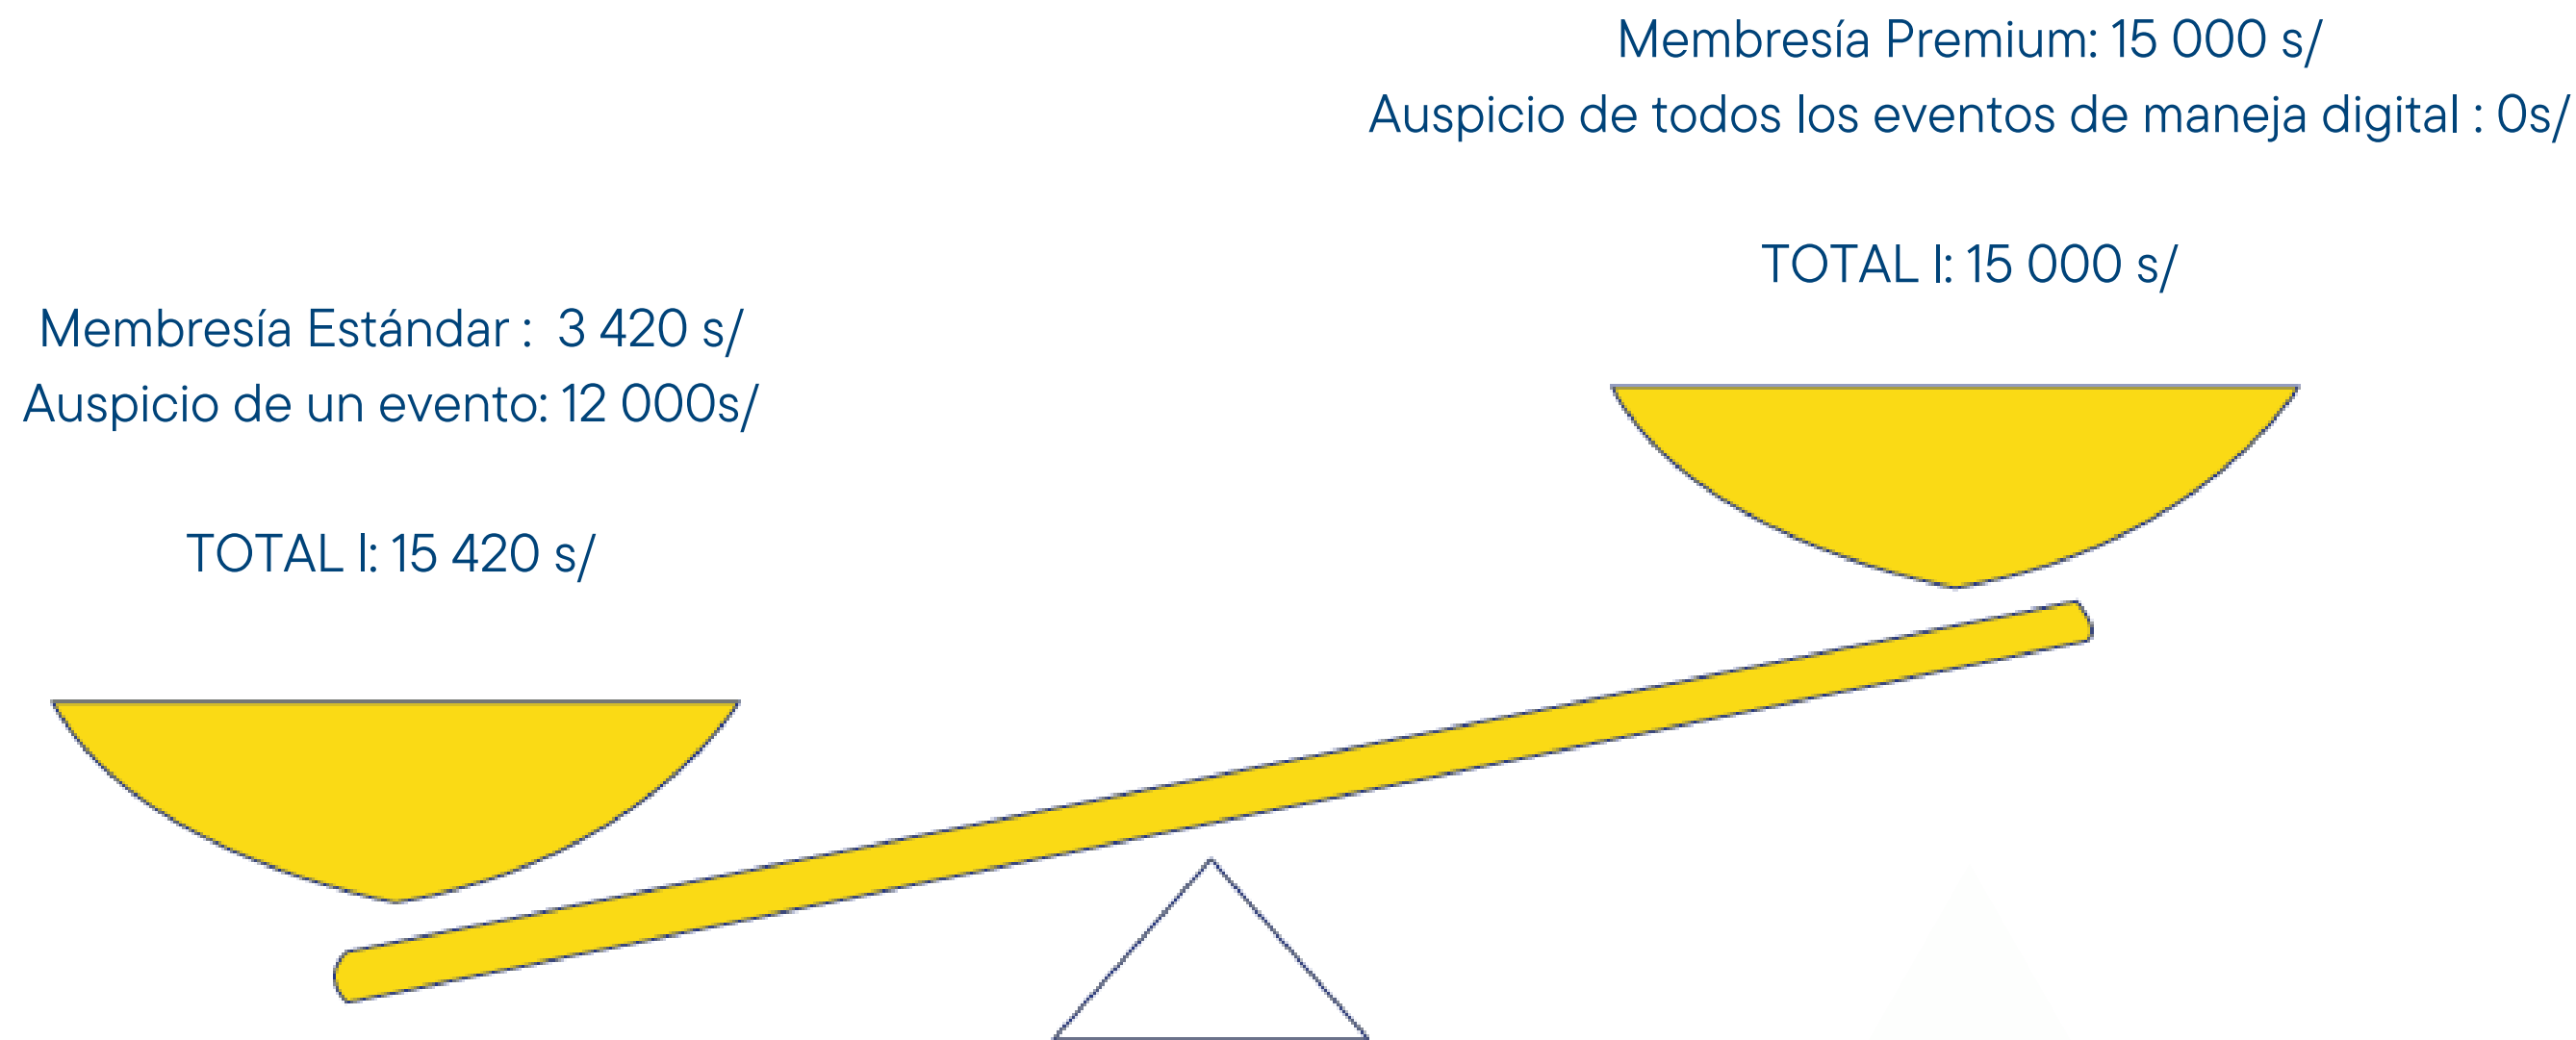 Membresía Premium: 15 000 s/
Auspicio de todos los eventos de maneja digital : 0s/
TOTAL I: 15 000 s/
Membresía Estándar : 3 420 s/
Auspicio de un evento: 12 000s/
TOTAL I: 15 420 s/